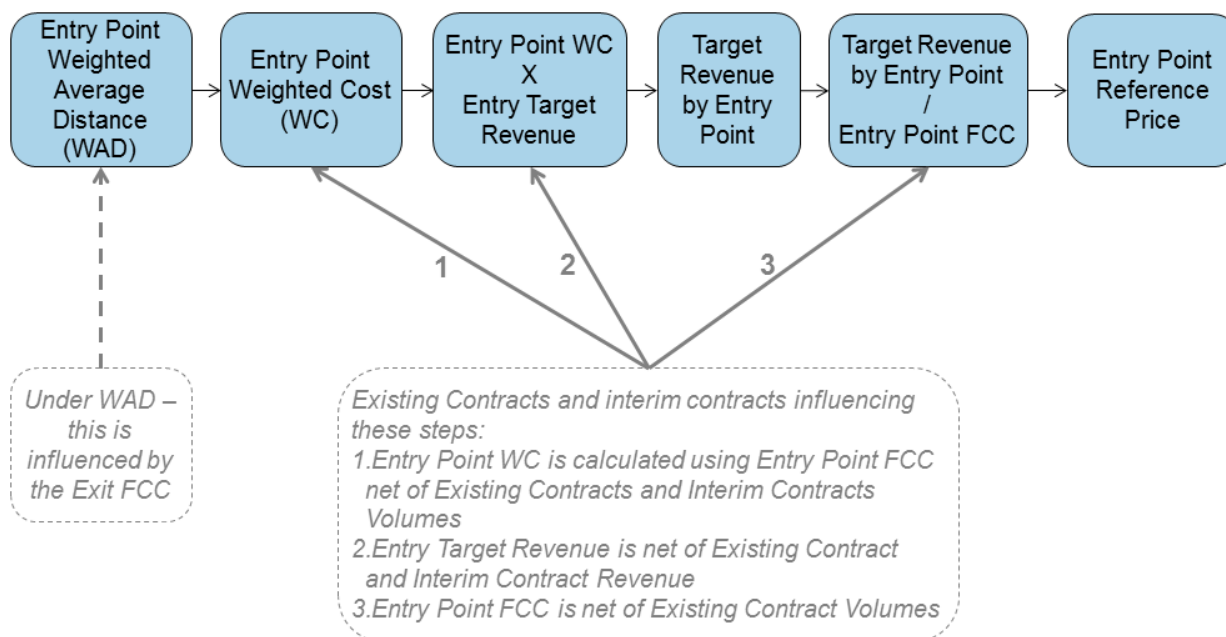 Entry Point
Weighted
Average
Distance
(WAD)
Entry Point
Weighted Cost
(WC)
Entry Point WC
X
Entry Target
Revenue
Target
Revenue
by Entry
Point
Target Revenue
by Entry Point
/
Entry Point FCC
Entry Point
Reference
Price
1
2
3
Under WAD –
this is
influenced by
the Exit FCC
Existing Contracts and interim contracts influencing
these steps:
1.Entry Point WC is calculated using Entry Point FCC
net of Existing Contracts and Interim Contracts
Volumes
2.Entry Target Revenue is net of Existing Contract
and Interim Contract Revenue
3.Entry Point FCC is net of Existing Contract Volumes